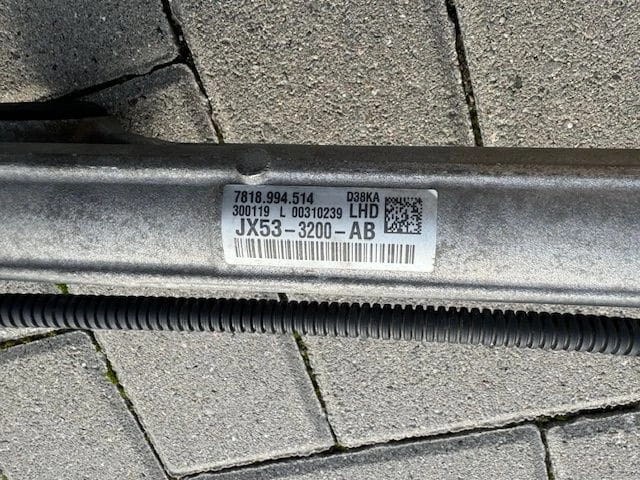 7818.994.514 D38KA
300119 L 00310239 LHD
JX53-3200-AB